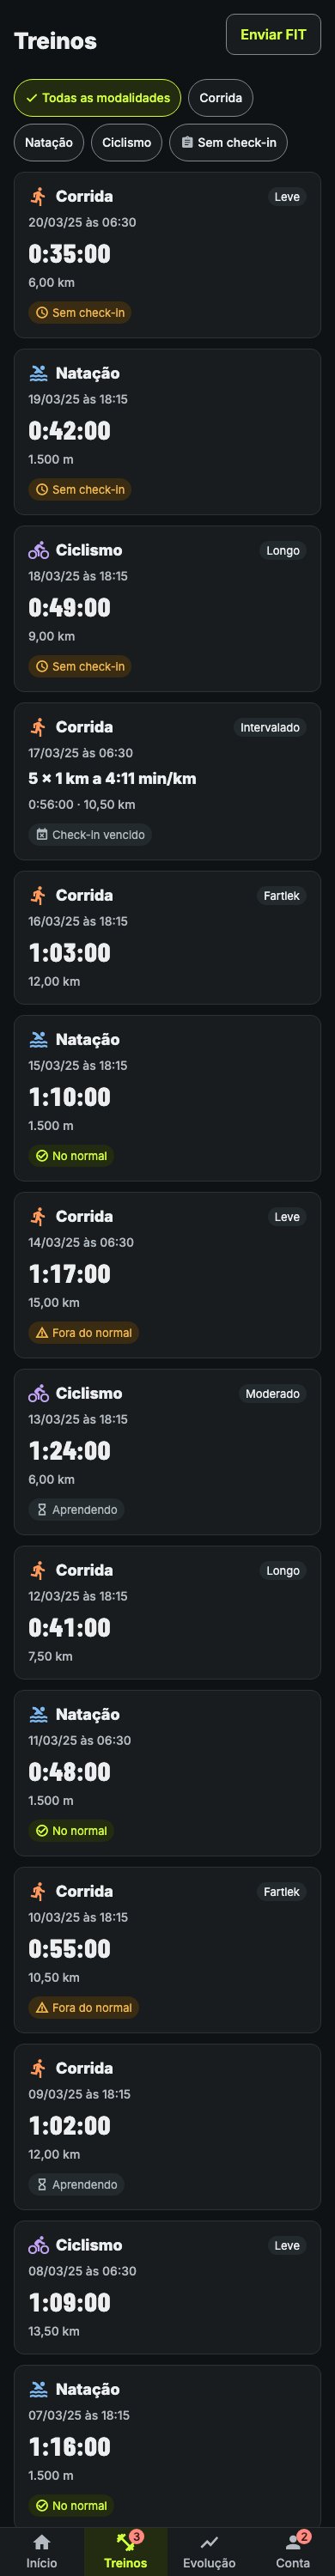 Treinos
Enviar FIT
Todas as modalidades
Corrida
Natação
Ciclismo
Sem check-in
Corrida
Leve
20/03/25 às 06:30
0:35:00
6,00 km
Sem check-in
Natação
19/03/25 às 18:15
0:42:00
1.500 m
Sem check-in
Ciclismo
Longo
18/03/25 às 18:15
0:49:00
9,00 km
Sem check-in
Corrida
Intervalado
17/03/25 às 06:30
5 × 1 km a 4:11 min/km
0:56:00 · 10,50 km
Check-in vencido
Corrida
Fartlek
16/03/25 às 18:15
1:03:00
12,00 km
Natação
15/03/25 às 18:15
1:10:00
1.500 m
No normal
Corrida
Leve
14/03/25 às 06:30
1:17:00
15,00 km
Fora do normal
Ciclismo
Moderado
13/03/25 às 18:15
1:24:00
6,00 km
Aprendendo
Corrida
Longo
12/03/25 às 18:15
0:41:00
7,50 km
Natação
11/03/25 às 06:30
0:48:00
1.500 m
No normal
Corrida
Fartlek
10/03/25 às 18:15
0:55:00
10,50 km
Fora do normal
Corrida
09/03/25 às 18:15
1:02:00
12,00 km
Aprendendo
Ciclismo
Leve
08/03/25 às 06:30
1:09:00
13,50 km
Natação
07/03/25 às 18:15
1:16:00
1.500 m
No normal
Início
3
Treinos
Evolução
2
Conta